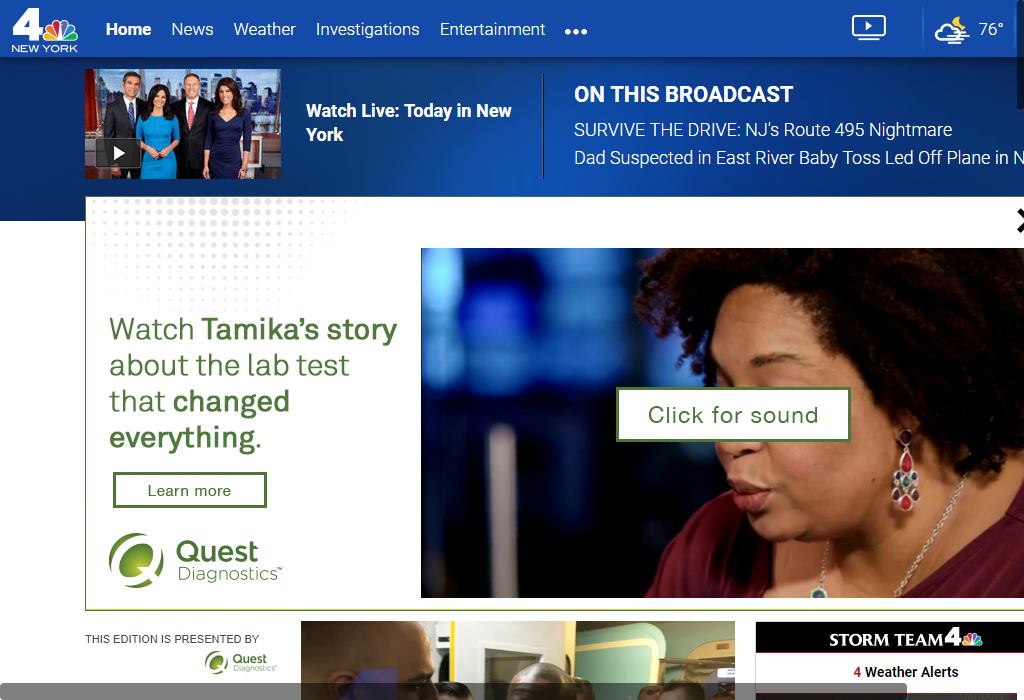 4
NEW YORK
Home News Weather Investigations Entertainment •••
76°
Watch Live: Today in New
York
ON THIS BROADCAST
SURVIVE THE DRIVE: NJ's Route 495 Nightmare
Dad Suspected in East River Baby Toss Led Off Plane in N
Watch Tamika's story
about the lab test
that changed
everything.
Click for sound
Learn more
Quest
Diagnostics™
THIS EDITION IS PRESENTED BY
Quest
Diagnostics™
STORM TEAM 4
4 Weather Alerts